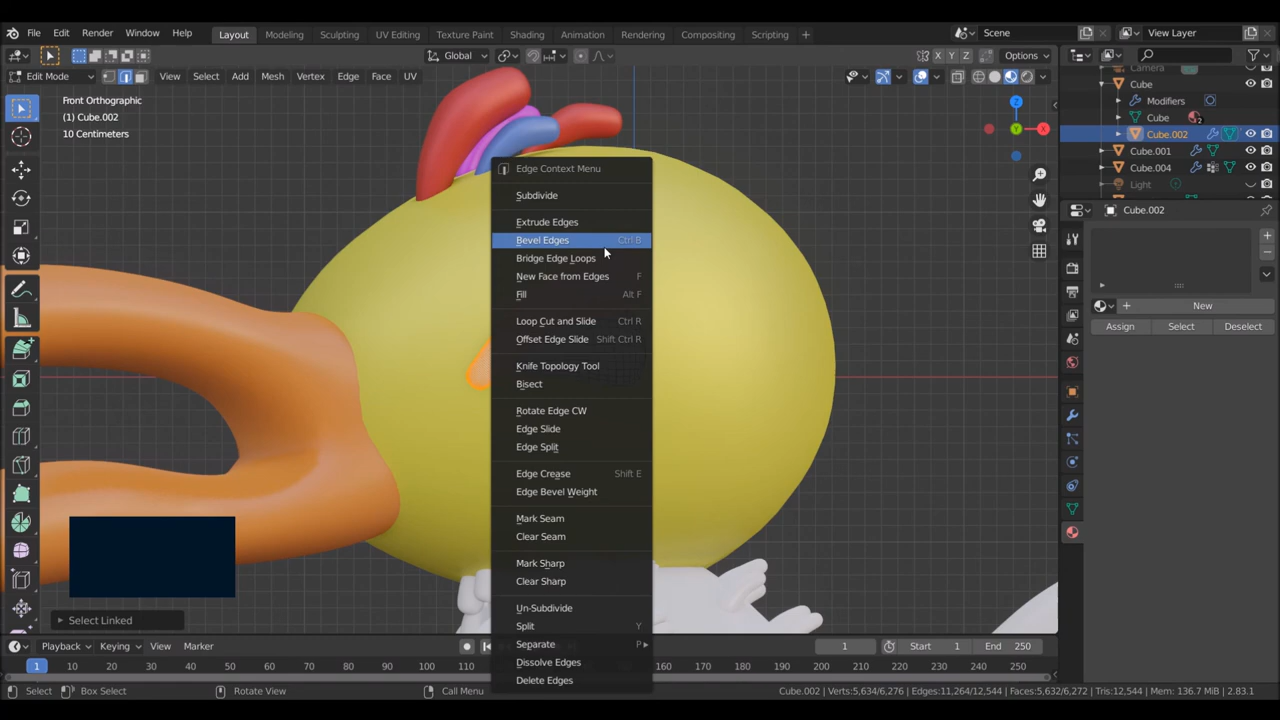 File Edit Render Window Help Layout Modeling Sculpting UV Editing Texture Paint Shading Animation Rendering Compositing Scripting + Scene View Layer
Global X Y Z Options
Edit Mode View Select Add Mesh Vertex Edge Face UV
Front Orthographic
(1) Cube.002
10 Centimeters
Z
X
Y
Camera
Cube
Modifiers
Cube 2
Cube.002
Cube.001
Cube.004
Light
Cube.002
New
Assign Select Deselect
Edge Context Menu
Subdivide
Extrude Edges
Bevel Edges Ctrl B
Bridge Edge Loops
New Face from Edges F
Fill Alt F
Loop Cut and Slide Ctrl R
Offset Edge Slide Shift Ctrl R
Knife Topology Tool
Bisect
Rotate Edge CW
Edge Slide
Edge Split
Edge Crease Shift E
Edge Bevel Weight
Mark Seam
Clear Seam
Mark Sharp
Clear Sharp
Un-Subdivide
Split Y
Separate P
Dissolve Edges
Delete Edges
Select Linked
Playback Keying View Marker 1 Start 1 End 250
1 10 20 30 40 50 60 70 80 90 100 110 170 180 190 200 210 220 230 240 250
Select Box Select Rotate View Call Menu Cube.002 | Verts:5,634/6,276 | Edges:11,264/12,544 | Faces:5,632/6,272 | Tris:12,544 | Mem: 136.7 MiB | 2.83.1